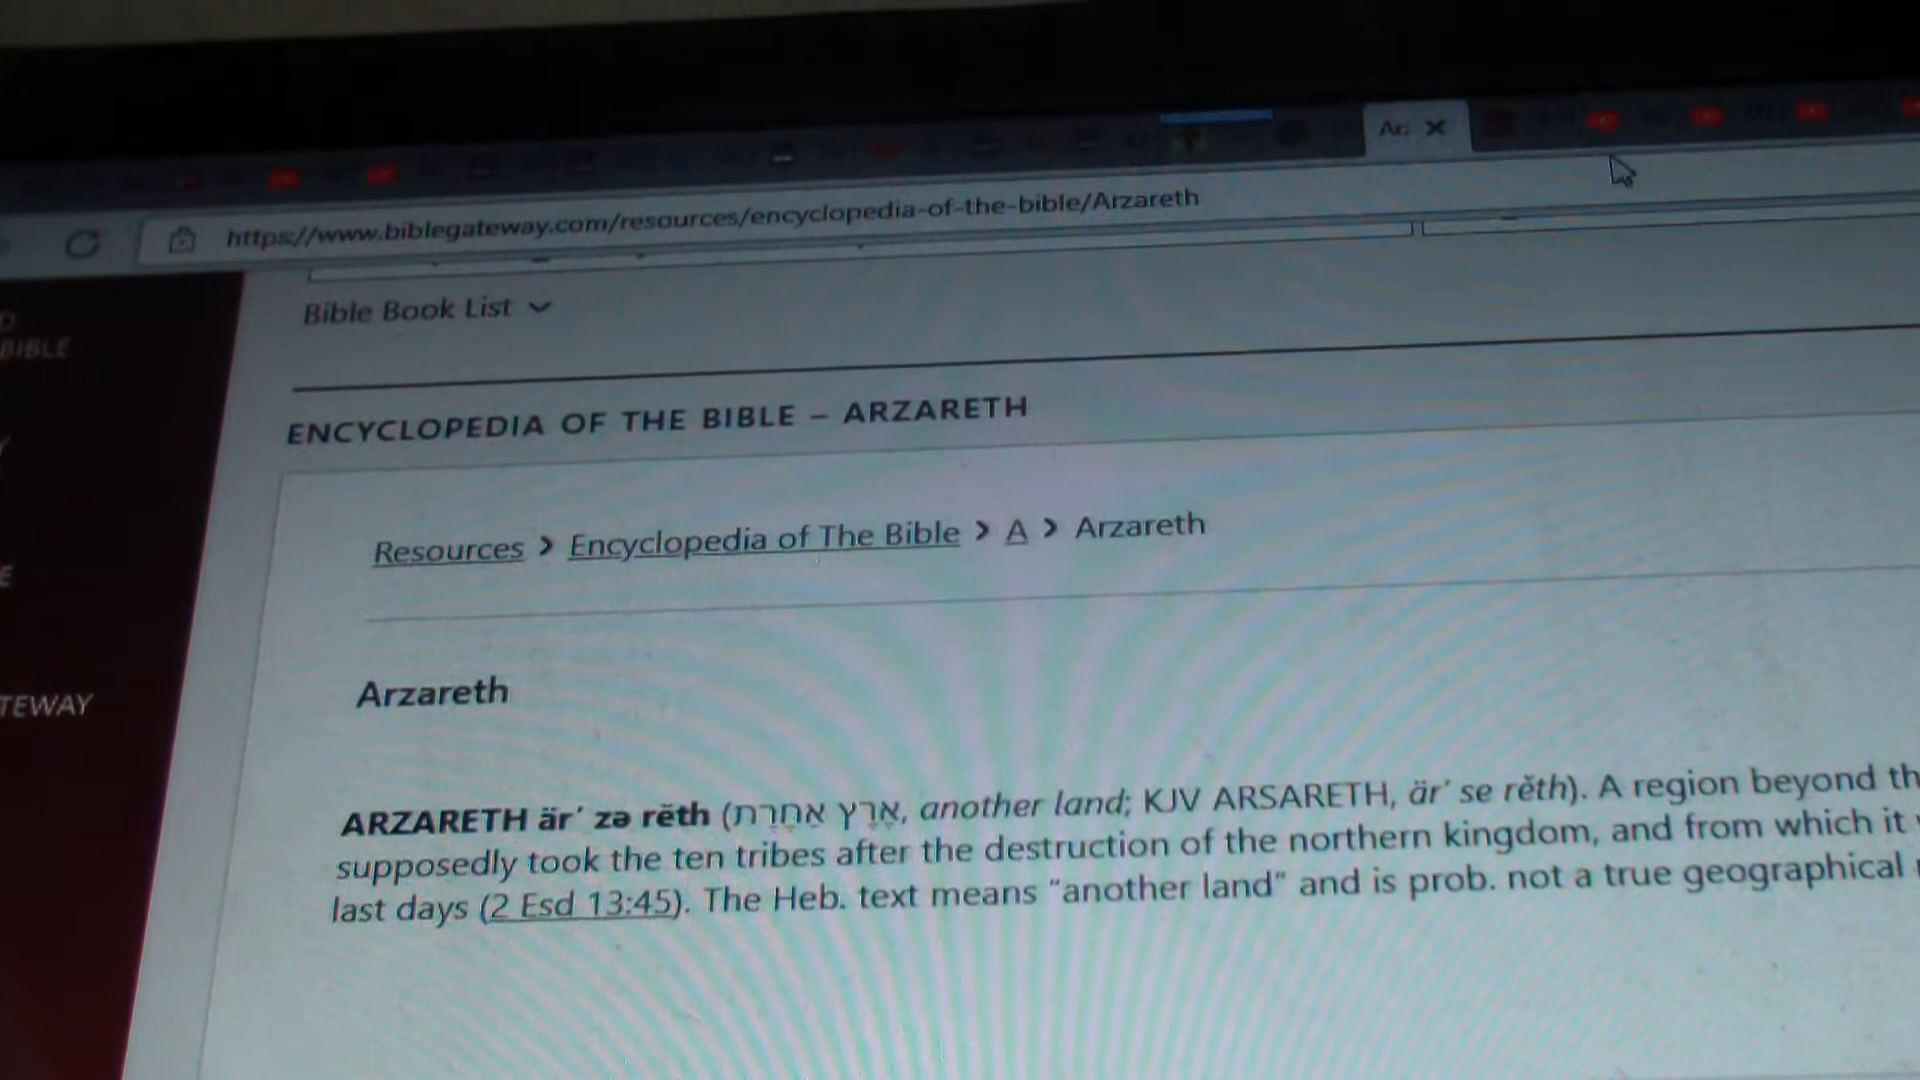 Ar
https://www.biblegateway.com/resources/encyclopedia-of-the-bible/Arzareth
BIBLE
Bible Book List
ENCYCLOPEDIA OF THE BIBLE – ARZARETH
Resources > Encyclopedia of The Bible > A > Arzareth
TEWAY
Arzareth
ARZARETH är′ zə rĕth (אֶ֫רֶץ אַחֶ֫רֶת, another land; KJV ARSARETH, är′ se rĕth). A region beyond th
supposedly took the ten tribes after the destruction of the northern kingdom, and from which it
last days (2 Esd 13:45). The Heb. text means “another land” and is prob. not a true geographical